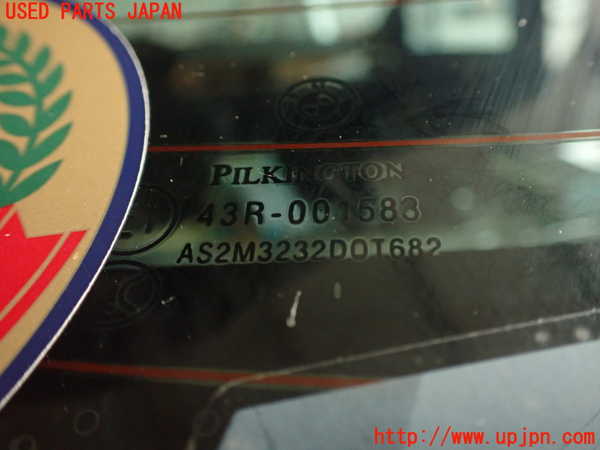 USED PARTS JAPAN
PILKINGTON
43R-001583
AS2M3232DOT682
http://www.upjpn.com/